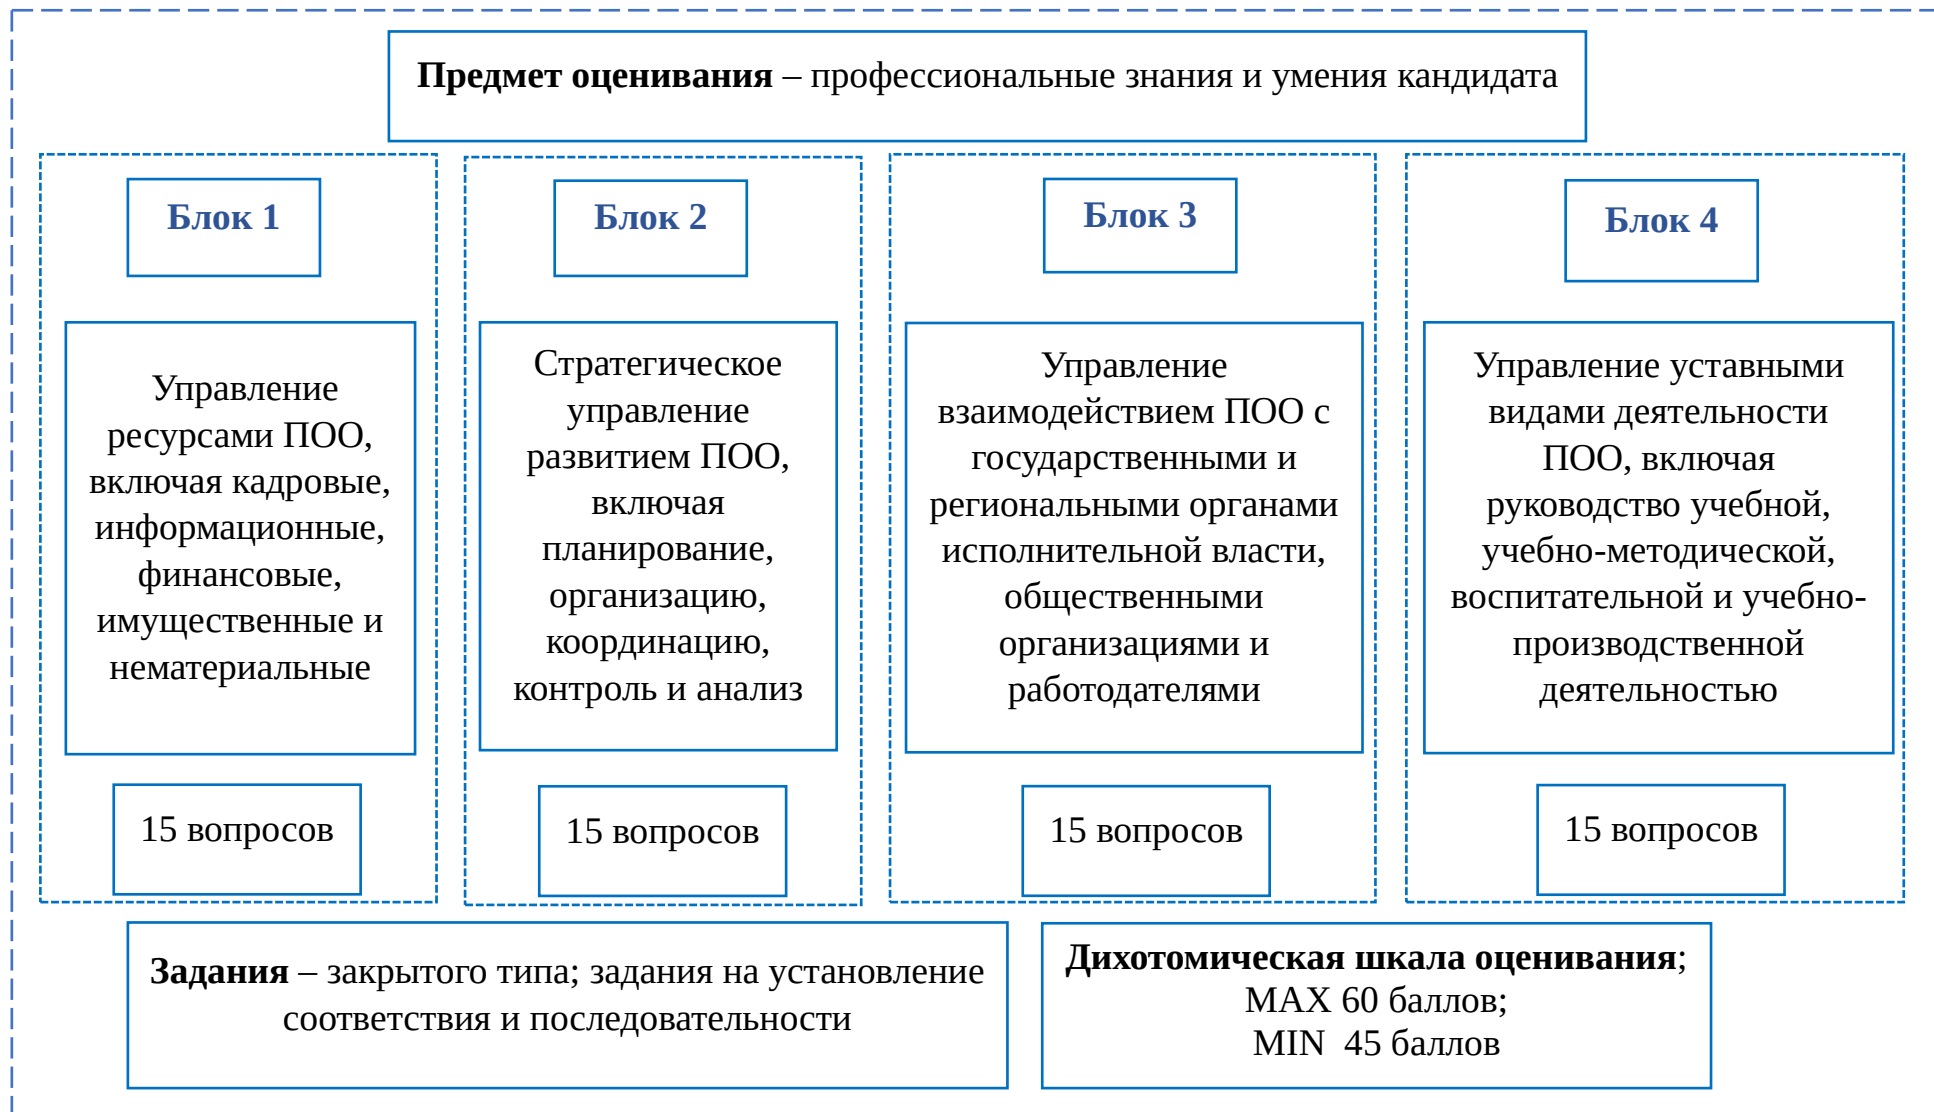 Предмет оценивания – профессиональные знания и умения кандидата
Блок 1
Управление
ресурсами ПОО,
включая кадровые,
информационные,
финансовые,
имущественные и
нематериальные
15 вопросов
Блок 2
Стратегическое
управление
развитием ПОО,
включая
планирование,
организацию,
координацию,
контроль и анализ
15 вопросов
Блок 3
Управление
взаимодействием ПОО с
государственными и
региональными органами
исполнительной власти,
общественными
организациями и
работодателями
15 вопросов
Блок 4
Управление уставными
видами деятельности
ПОО, включая
руководство учебной,
учебно-методической,
воспитательной и учебно-
производственной
деятельностью
15 вопросов
Задания – закрытого типа; задания на установление
соответствия и последовательности
Дихотомическая шкала оценивания;
MAX 60 баллов;
MIN 45 баллов